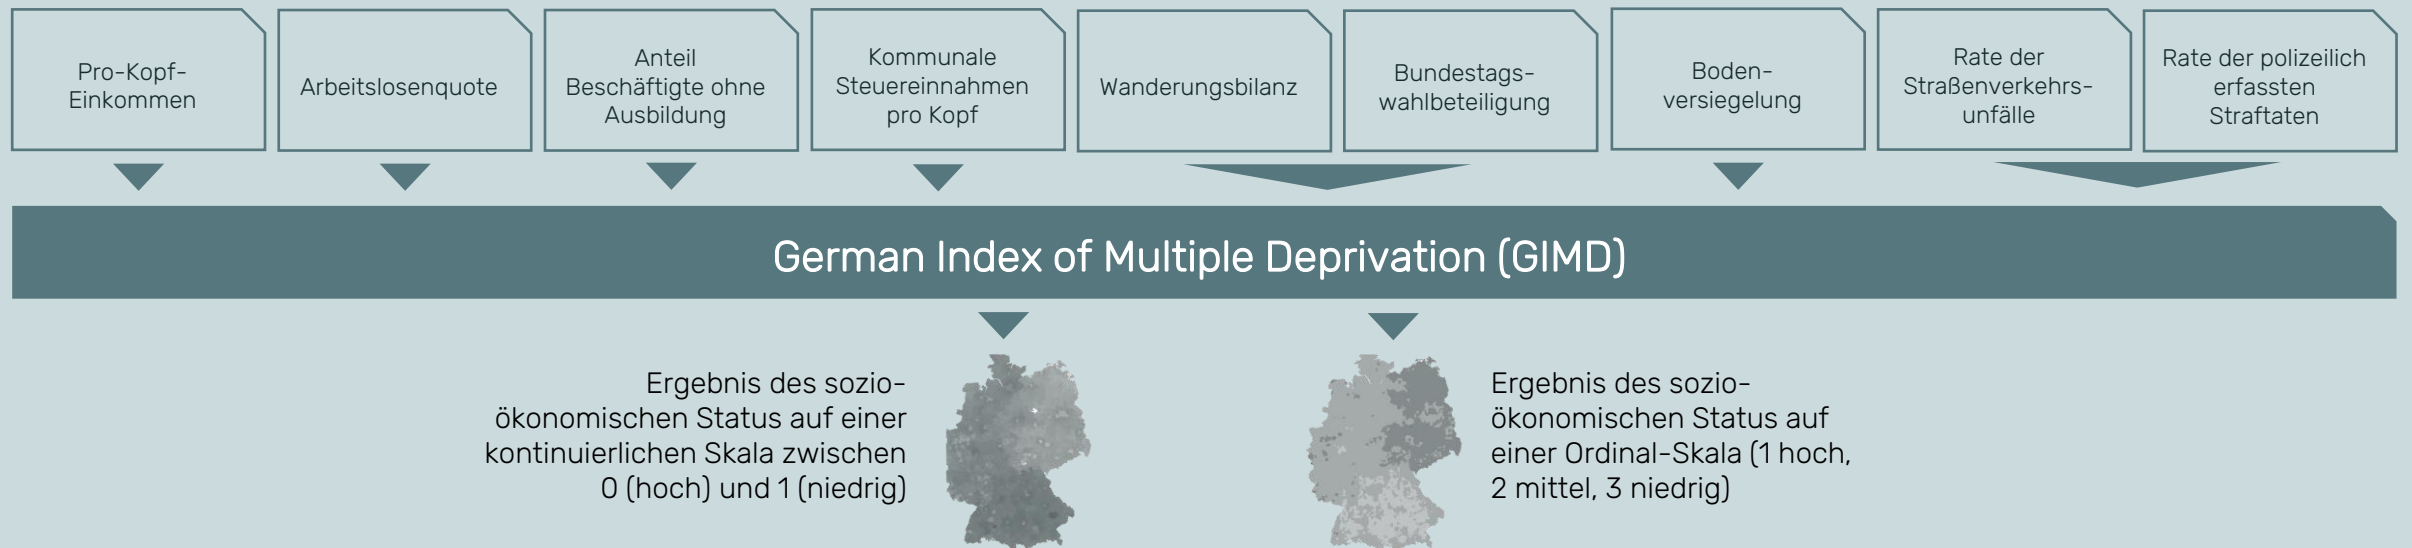 Pro-Kopf-
Einkommen
Arbeitslosenquote
Anteil
Beschäftigte ohne
Ausbildung
Kommunale
Steuereinnahmen
pro Kopf
Wanderungsbilanz
Bundestags-
wahlbeteiligung
Boden-
versiegelung
Rate der
Straßenverkehrs-
unfälle
Rate der polizeilich
erfassten
Straftaten
German Index of Multiple Deprivation (GIMD)
Ergebnis des sozio-
ökonomischen Status auf einer
kontinuierlichen Skala zwischen
0 (hoch) und 1 (niedrig)
Ergebnis des sozio-
ökonomischen Status auf
einer Ordinal-Skala (1 hoch,
2 mittel, 3 niedrig)